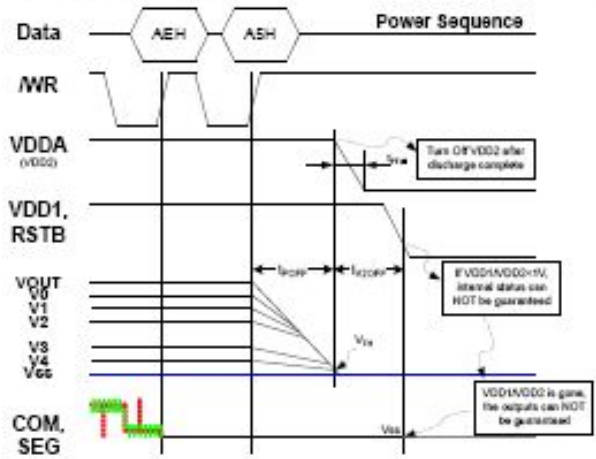 Power Sequence
Data
AEH
A5H
/WR
VDDA
(VDD2)
Turn Off VDD2 after
discharge complete
VDD1,
RSTB
tPOFF
tV2OFF
If VDD1/VDD2<1V,
internal status can
NOT be guaranteed
VOUT
V0
V1
V2
V3
V4
VSS
COM,
SEG
VSS
VDD1/VDD2 is gone,
the outputs can NOT
be guaranteed